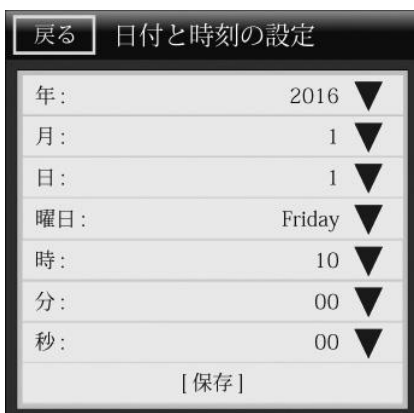 戻る 日付と時刻の設定
年: 2016 ▼
月: 1 ▼
日: 1 ▼
曜日: Friday ▼
時: 10 ▼
分: 00 ▼
秒: 00 ▼
[保存]